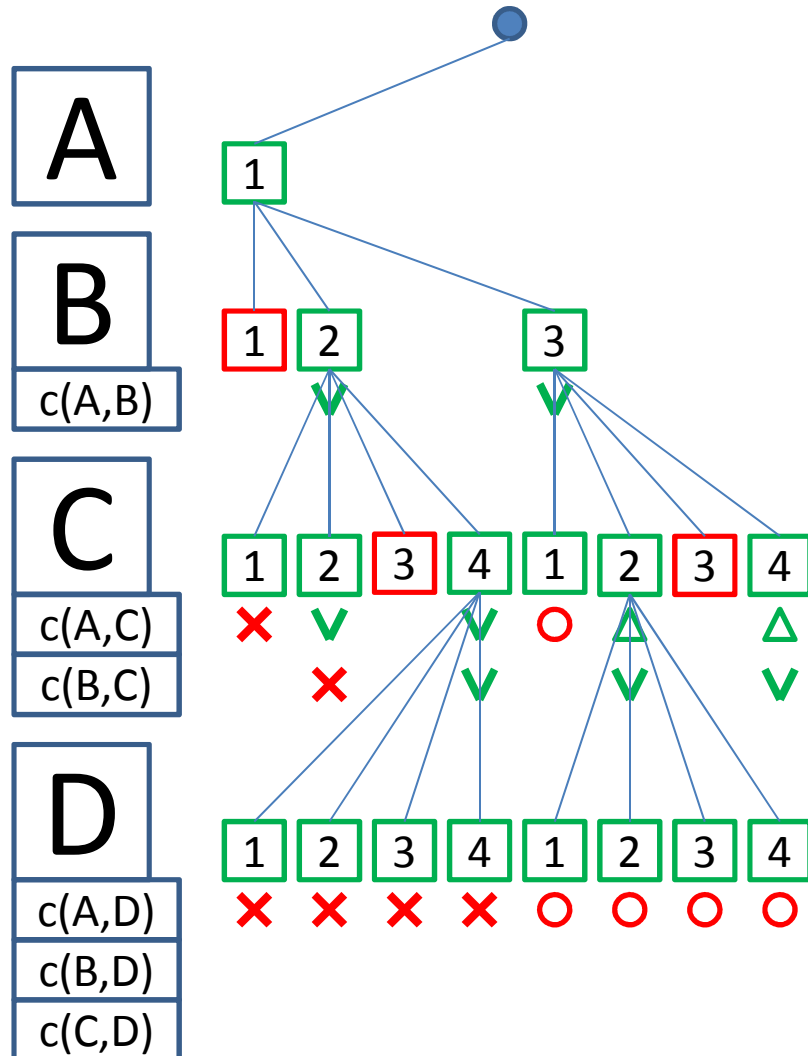 A
1
B
1 2 3
c(A,B)
C
1 2 3 4 1 2 3 4
c(A,C)
c(B,C)
D
1 2 3 4 1 2 3 4
c(A,D)
c(B,D)
c(C,D)